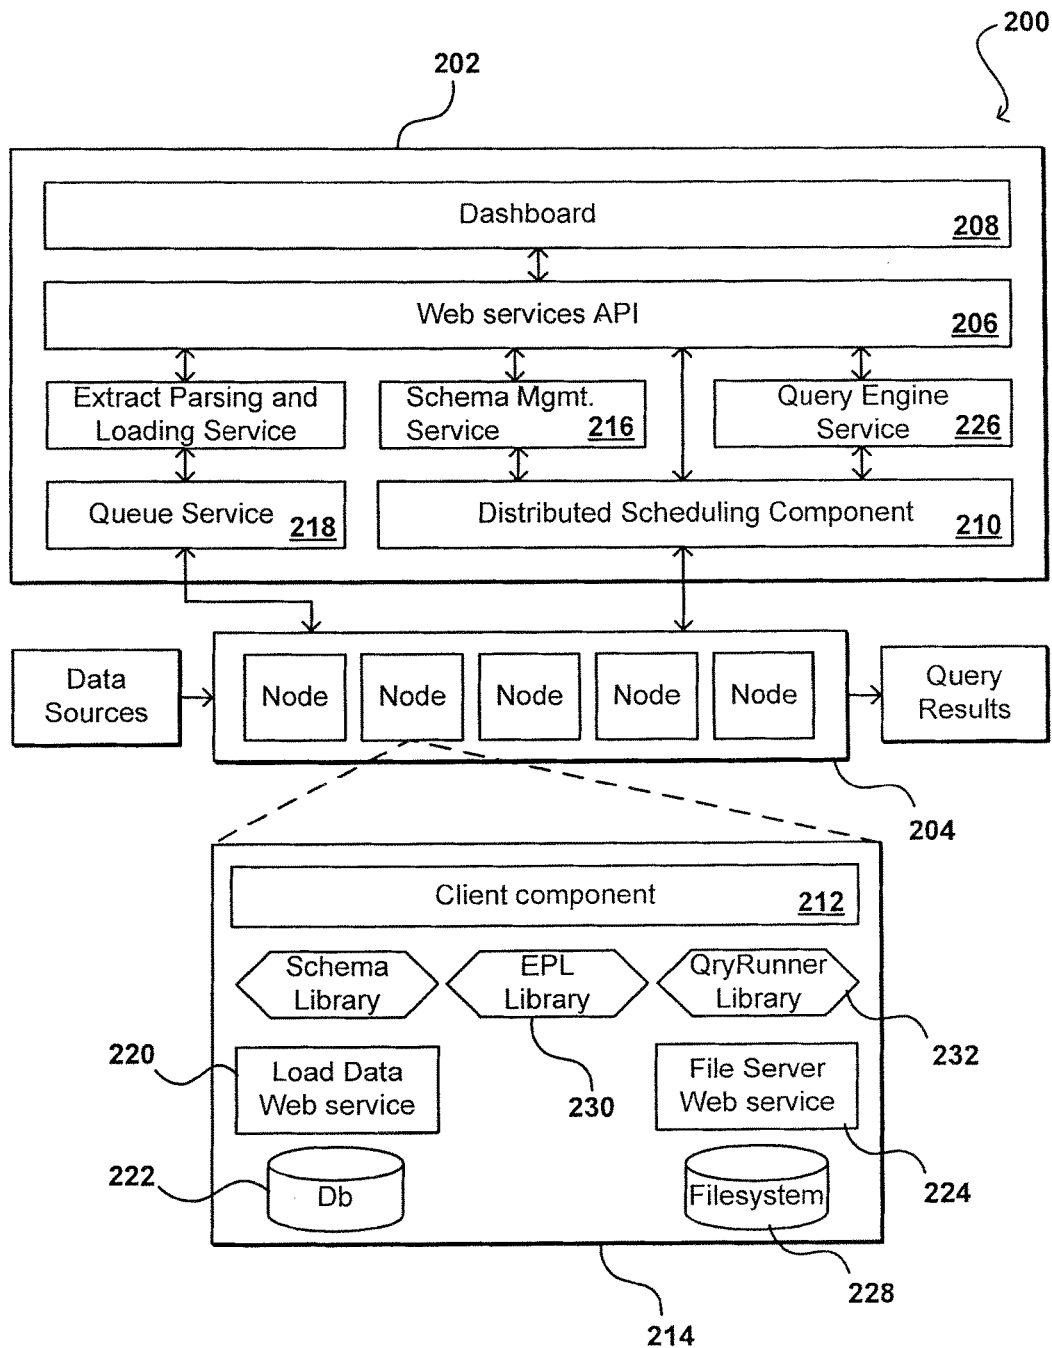 200
202
Dashboard
208
Web services API
206
Extract Parsing and
Loading Service
Schema Mgmt.
Service
216
Query Engine
Service
226
Queue Service
218
Distributed Scheduling Component
210
Data
Sources
Node
Node
Node
Node
Node
Query
Results
204
Client component
212
Schema
Library
EPL
Library
QryRunner
Library
220
Load Data
Web service
230
File Server
Web service
232
222
Db
Filesystem
224
228
214